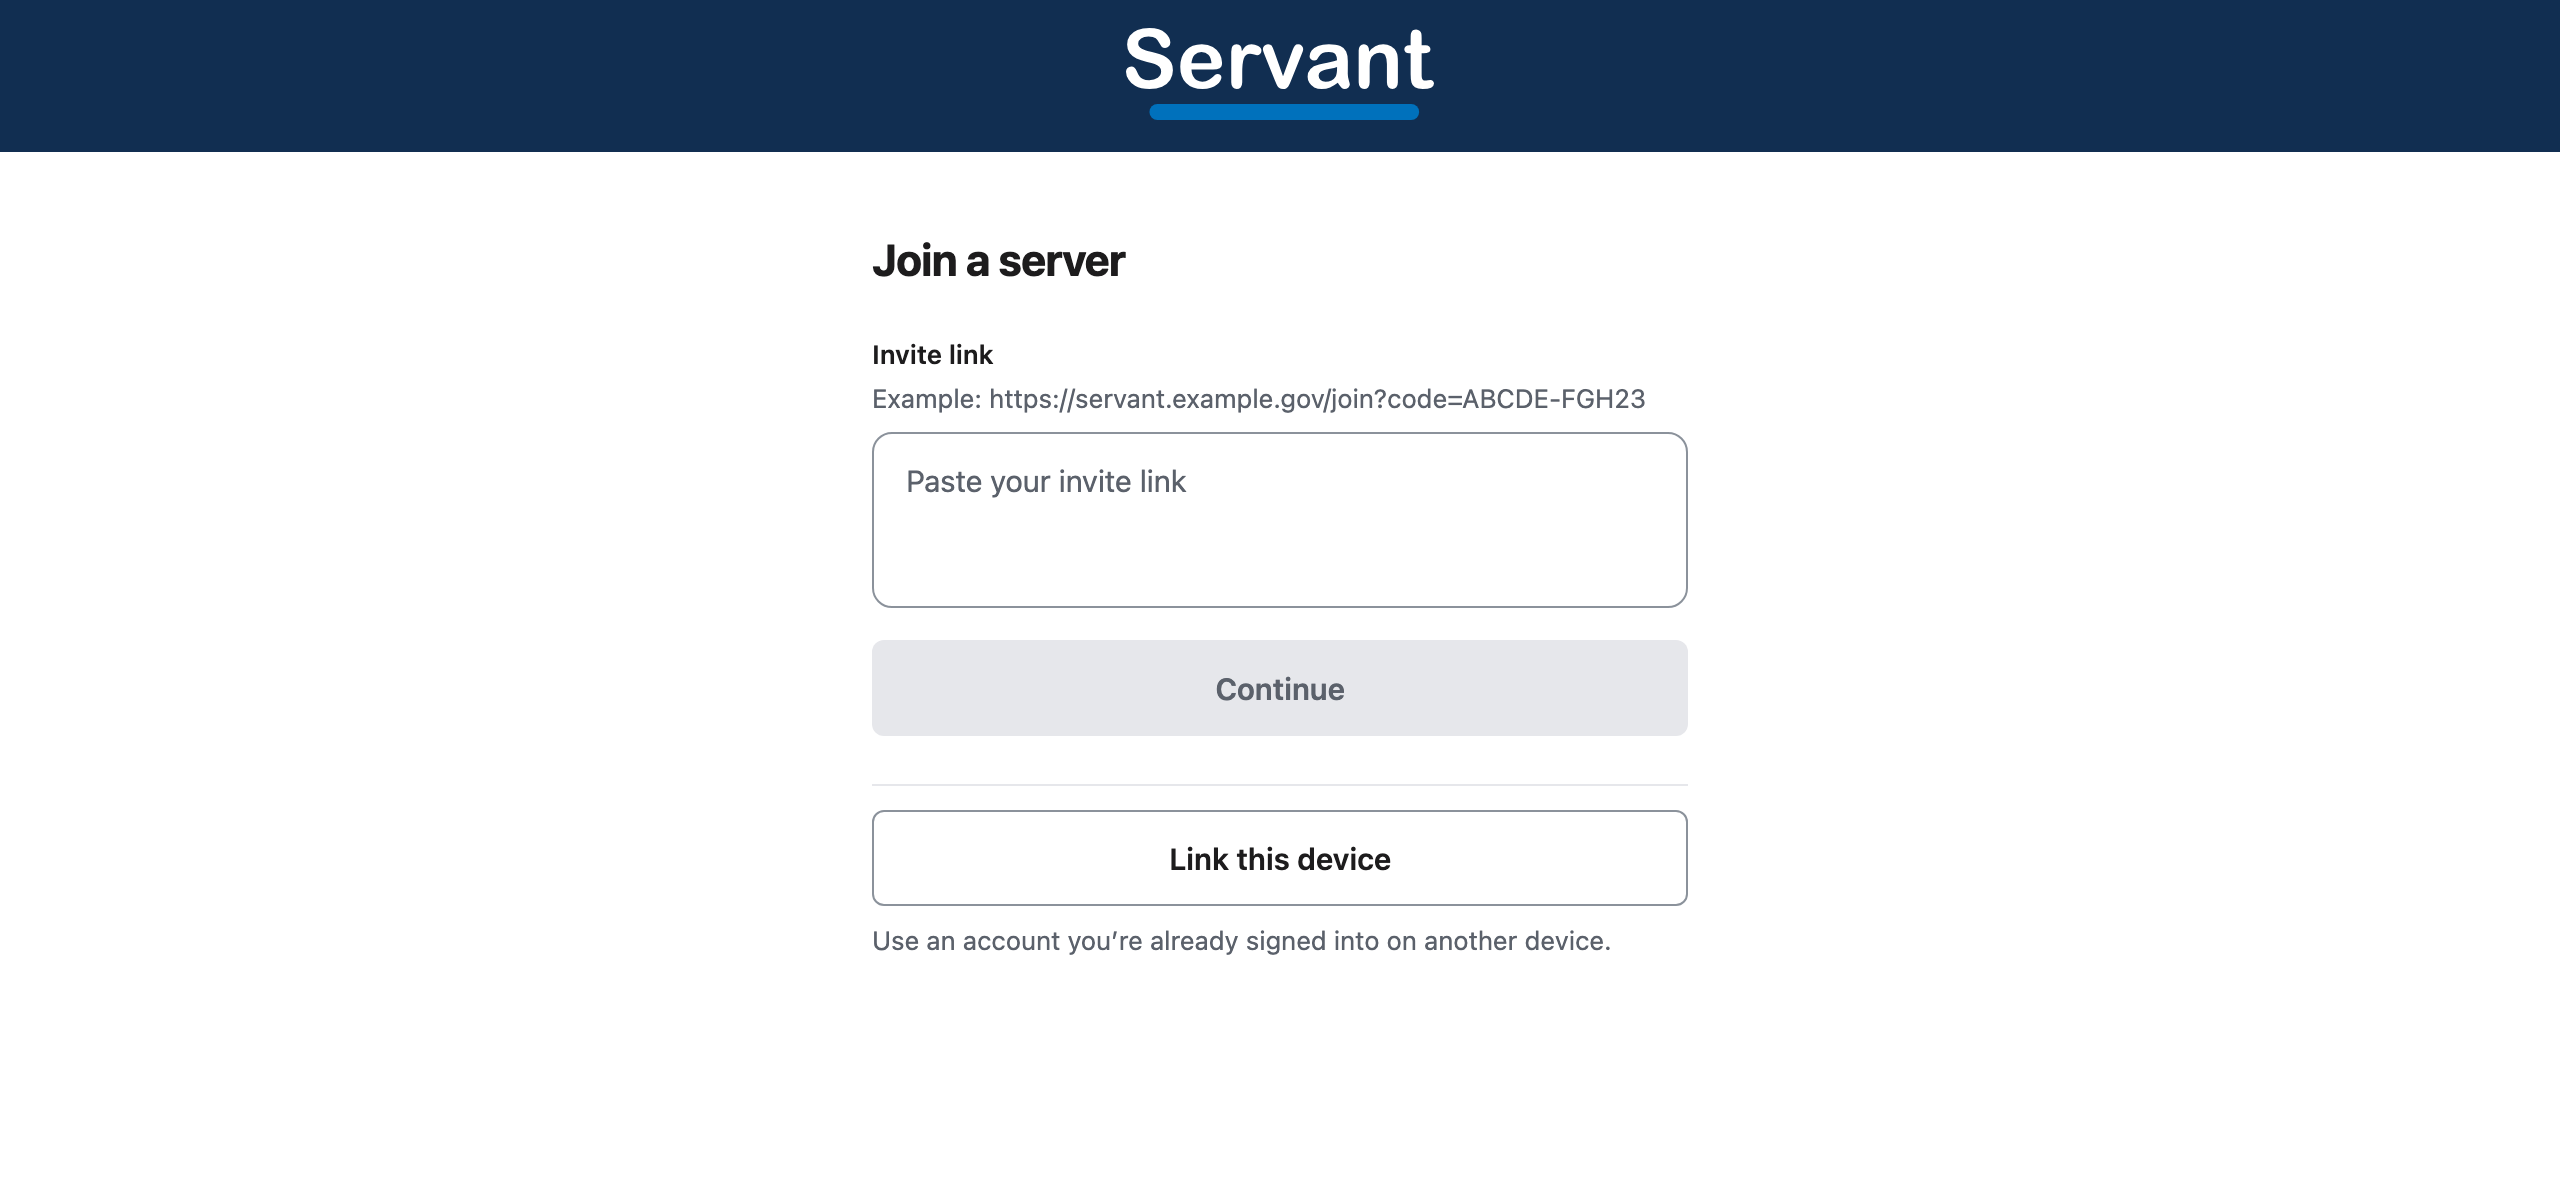 Servant
Join a server
Invite link
Example: https://servant.example.gov/join?code=ABCDE-FGH23
Paste your invite link
Continue
Link this device
Use an account you’re already signed into on another device.